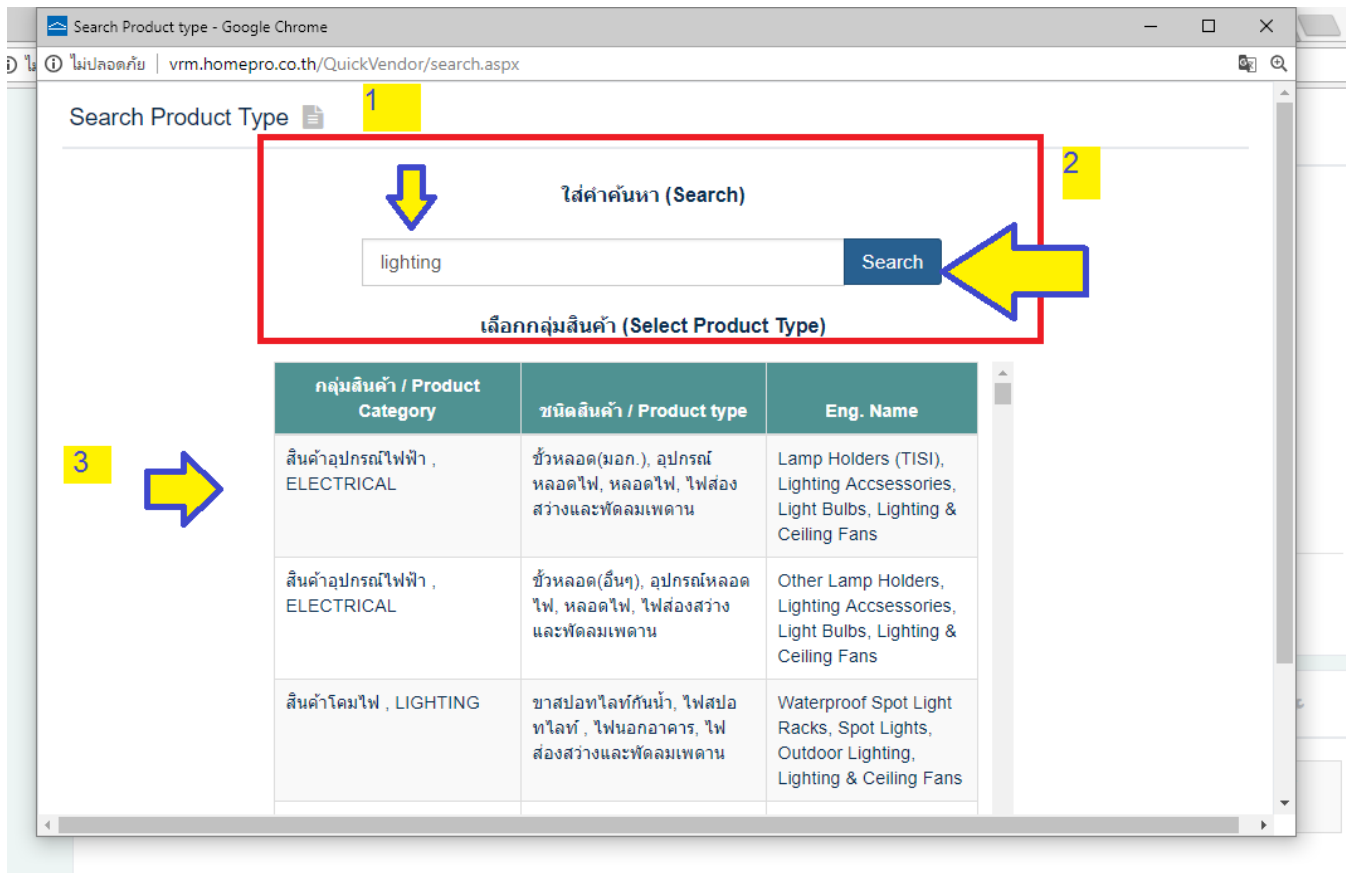 Search Product type - Google Chrome
ไม่ปลอดภัย | vrm.homepro.co.th/QuickVendor/search.aspx
Search Product Type
1
2
ใส่คำค้นหา (Search)
lighting
Search
เลือกกลุ่มสินค้า (Select Product Type)
กลุ่มสินค้า / Product
Category
ชนิดสินค้า / Product type
Eng. Name
3
สินค้าอุปกรณ์ไฟฟ้า ,
ELECTRICAL
ขั้วหลอด(มอก.), อุปกรณ์
หลอดไฟ, หลอดไฟ, ไฟส่อง
สว่างและพัดลมเพดาน
Lamp Holders (TISI),
Lighting Accsessories,
Light Bulbs, Lighting &
Ceiling Fans
สินค้าอุปกรณ์ไฟฟ้า ,
ELECTRICAL
ขั้วหลอด(อื่นๆ), อุปกรณ์หลอด
ไฟ, หลอดไฟ, ไฟส่องสว่าง
และพัดลมเพดาน
Other Lamp Holders,
Lighting Accsessories,
Light Bulbs, Lighting &
Ceiling Fans
สินค้าโคมไฟ , LIGHTING
ขาสปอทไลท์กันน้ำ, ไฟสปอ
ทไลท์ , ไฟนอกอาคาร, ไฟ
ส่องสว่างและพัดลมเพดาน
Waterproof Spot Light
Racks, Spot Lights,
Outdoor Lighting,
Lighting & Ceiling Fans